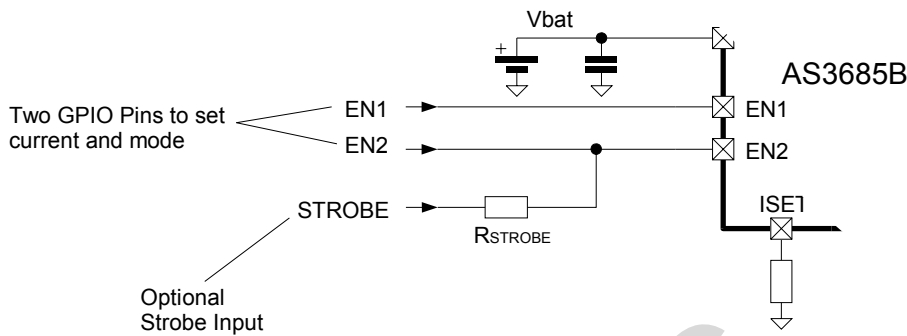 Vbat
+
AS3685B
Two GPIO Pins to set
current and mode
EN1
EN1
EN2
EN2
STROBE
RSTROBE
ISET
Optional
Strobe Input